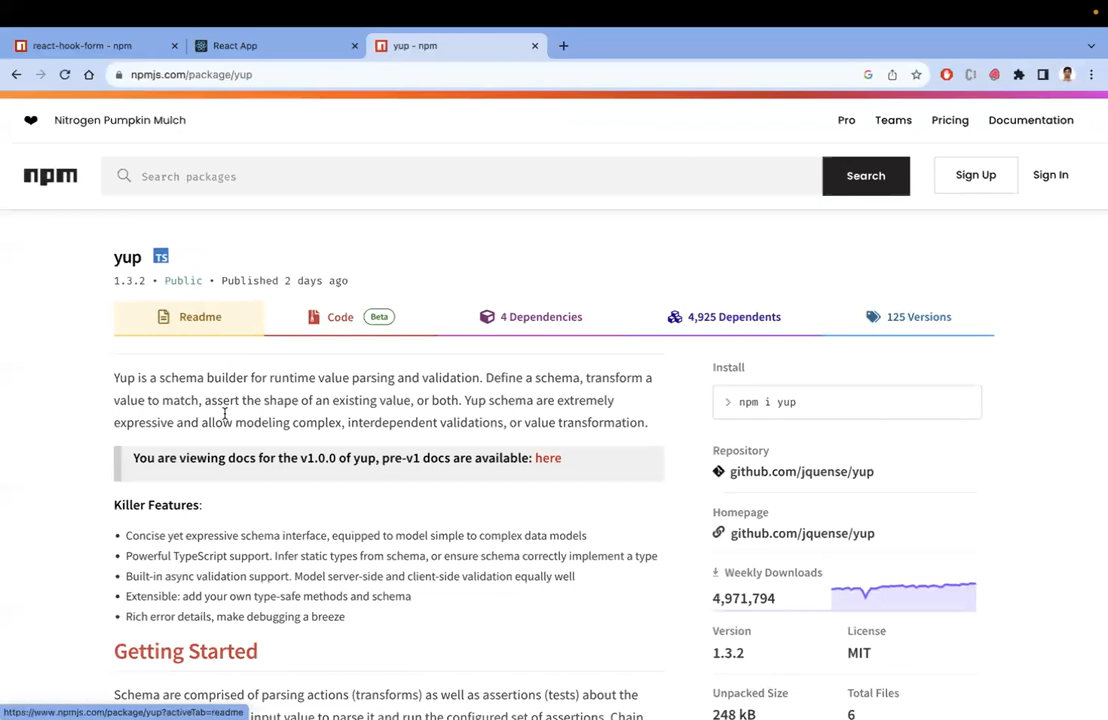 react-hook-form - npm
React App
yup - npm
npmjs.com/package/yup
Nitrogen Pumpkin Mulch
Pro
Teams
Pricing
Documentation
npm
Search packages
Search
Sign Up
Sign In
yup
TS
1.3.2 • Public • Published 2 days ago
Readme
Code
Beta
4 Dependencies
4,925 Dependents
125 Versions
Yup is a schema builder for runtime value parsing and validation. Define a schema, transform a
value to match, assert the shape of an existing value, or both. Yup schema are extremely
expressive and allow modeling complex, interdependent validations, or value transformation.
You are viewing docs for the v1.0.0 of yup, pre-v1 docs are available: here
Killer Features:
• Concise yet expressive schema interface, equipped to model simple to complex data models
• Powerful TypeScript support. Infer static types from schema, or ensure schema correctly implement a type
• Built-in async validation support. Model server-side and client-side validation equally well
• Extensible: add your own type-safe methods and schema
• Rich error details, make debugging a breeze
Getting Started
Schema are comprised of parsing actions (transforms) as well as assertions (tests) about the
input value to parse it and run the configured set of assertions. Chain
Install
> npm i yup
Repository
github.com/jquense/yup
Homepage
github.com/jquense/yup
Weekly Downloads
4,971,794
Version
1.3.2
License
MIT
Unpacked Size
248 kB
Total Files
6
https://www.npmjs.com/package/yup?activeTab=readme